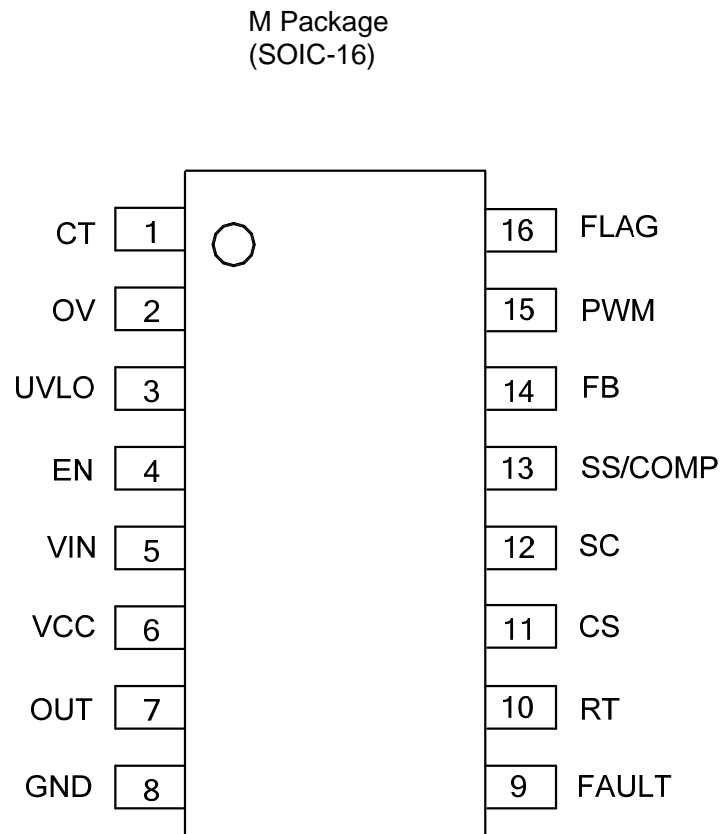 M Package
(SOIC-16)
CT 1 16 FLAG
OV 2 15 PWM
UVLO 3 14 FB
EN 4 13 SS/COMP
VIN 5 12 SC
VCC 6 11 CS
OUT 7 10 RT
GND 8 9 FAULT